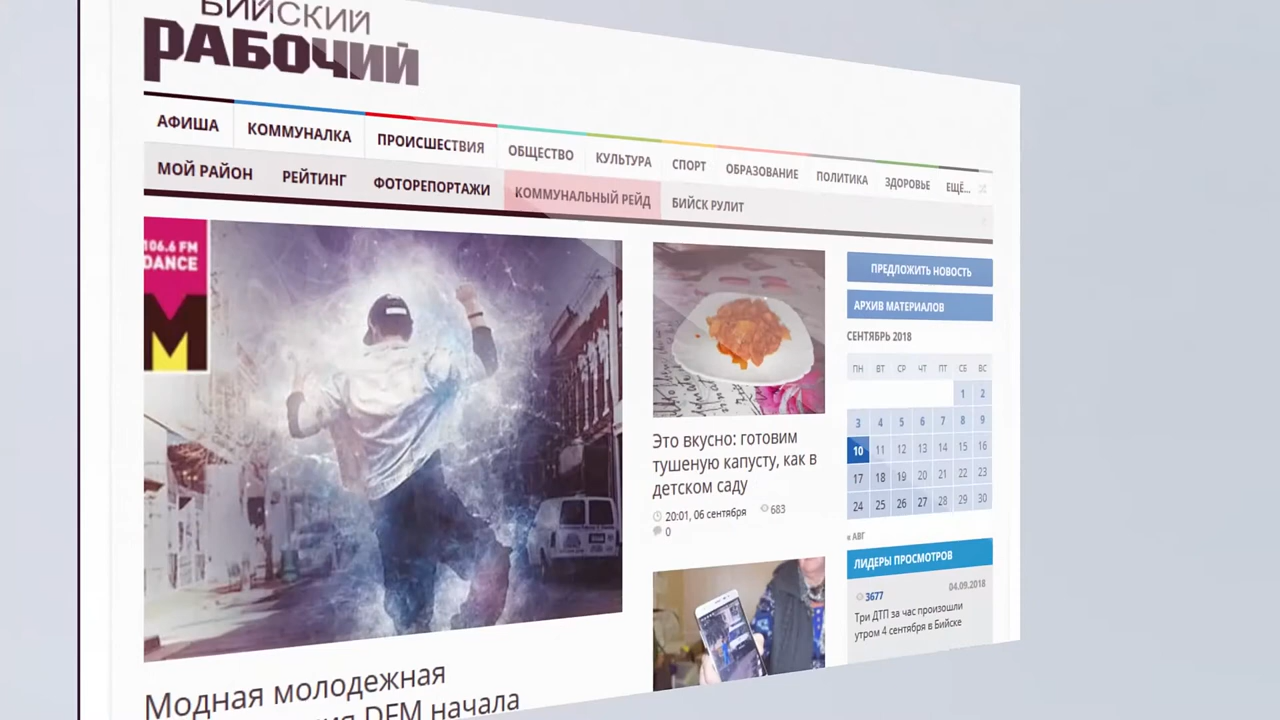 БИЙСКИЙ
РАБОЧИЙ
АФИША КОММУНАЛКА ПРОИСШЕСТВИЯ ОБЩЕСТВО КУЛЬТУРА СПОРТ ОБРАЗОВАНИЕ ПОЛИТИКА ЗДОРОВЬЕ ЕЩЁ...
МОЙ РАЙОН РЕЙТИНГ ФОТОРЕПОРТАЖИ КОММУНАЛЬНЫЙ РЕЙД БИЙСК РУЛИТ
106.6 FM
DANCE
Модная молодежная
DFM начала
Это вкусно: готовим
тушеную капусту, как в
детском саду
20:01, 06 сентября 683
0
ПРЕДЛОЖИТЬ НОВОСТЬ
АРХИВ МАТЕРИАЛОВ
СЕНТЯБРЬ 2018
ПН ВТ СР ЧТ ПТ СБ ВС
1 2
3 4 5 6 7 8 9
10 11 12 13 14 15 16
17 18 19 20 21 22 23
24 25 26 27 28 29 30
« АВГ
ЛИДЕРЫ ПРОСМОТРОВ
3677 04.09.2018
Три ДТП за час произошли
утром 4 сентября в Бийске